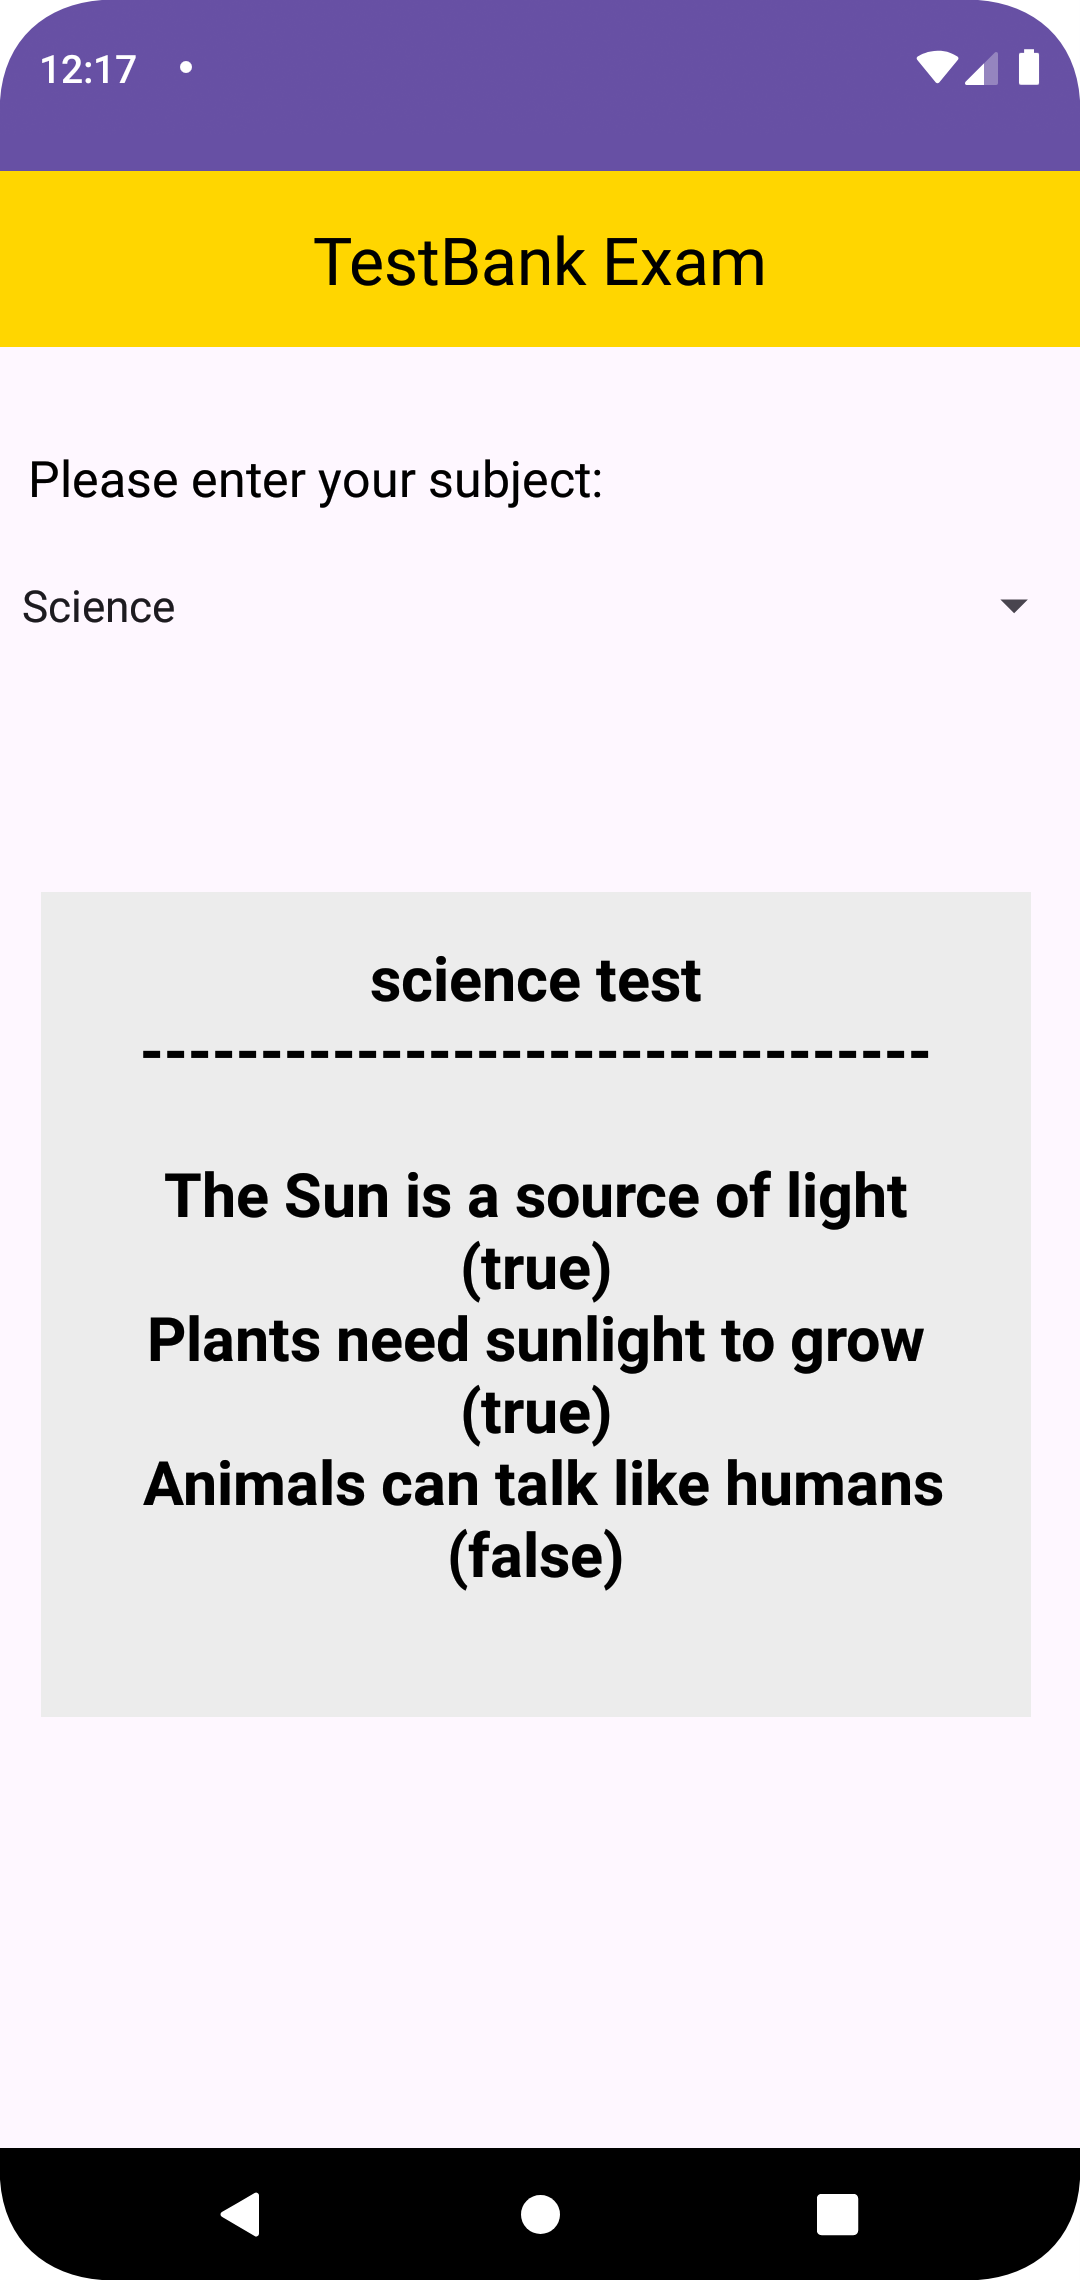 12:17
TestBank Exam
Please enter your subject:
Science
science test
---------------------------------
The Sun is a source of light
(true)
Plants need sunlight to grow
(true)
Animals can talk like humans
(false)